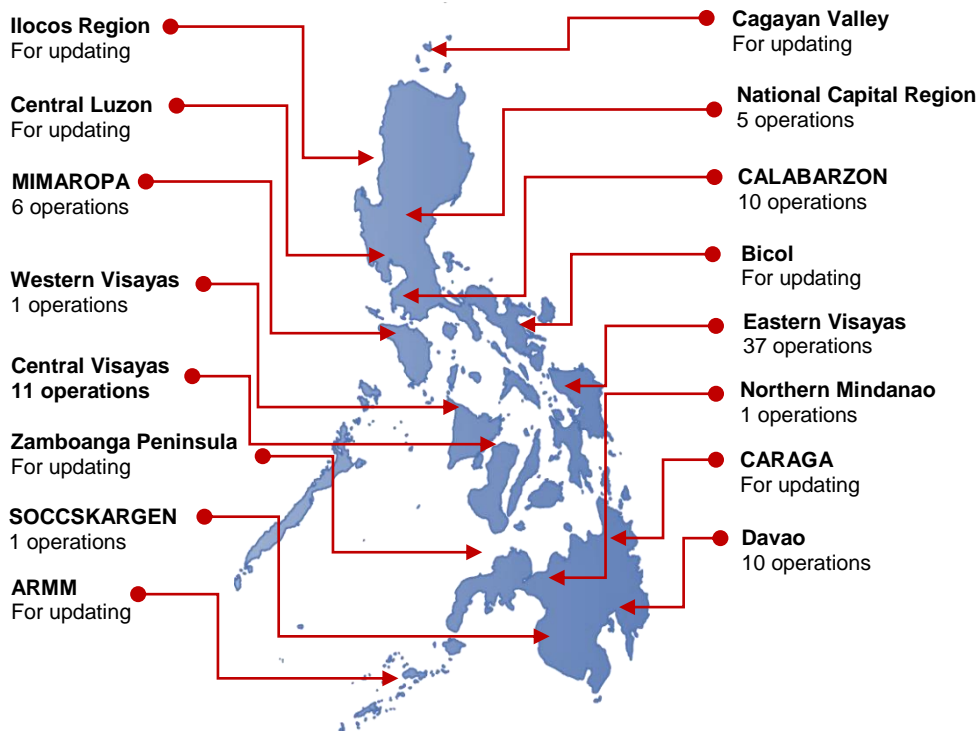 Ilocos Region
For updating
Central Luzon
For updating
MIMAROPA
6 operations
Western Visayas
1 operations
Central Visayas
11 operations
Zamboanga Peninsula
For updating
SOCCSKARGEN
1 operations
ARMM
For updating
Cagayan Valley
For updating
National Capital Region
5 operations
CALABARZON
10 operations
Bicol
For updating
Eastern Visayas
37 operations
Northern Mindanao
1 operations
CARAGA
For updating
Davao
10 operations